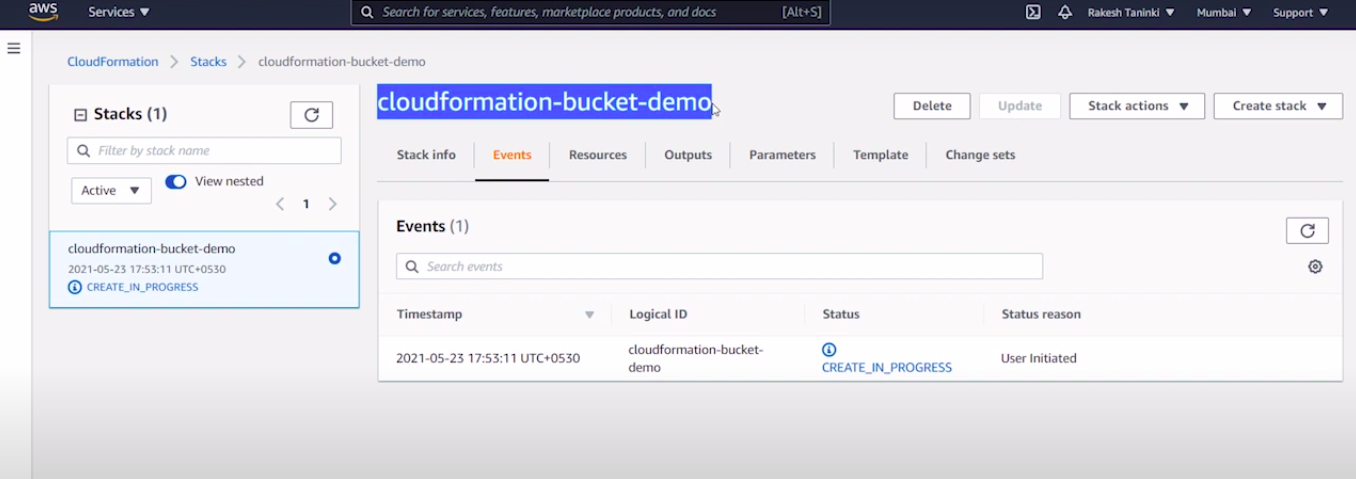 aws Services Search for services, features, marketplace products, and docs [Alt+S] Rakesh Taninki Mumbai Support
CloudFormation Stacks cloudformation-bucket-demo
Stacks (1)
Filter by stack name
Active View nested
1
cloudformation-bucket-demo
2021-05-23 17:53:11 UTC+0530
CREATE_IN_PROGRESS
cloudformation-bucket-demo
Delete Update Stack actions Create stack
Stack info Events Resources Outputs Parameters Template Change sets
Events (1)
Search events
Timestamp Logical ID Status Status reason
2021-05-23 17:53:11 UTC+0530 cloudformation-bucket-
demo CREATE_IN_PROGRESS User Initiated